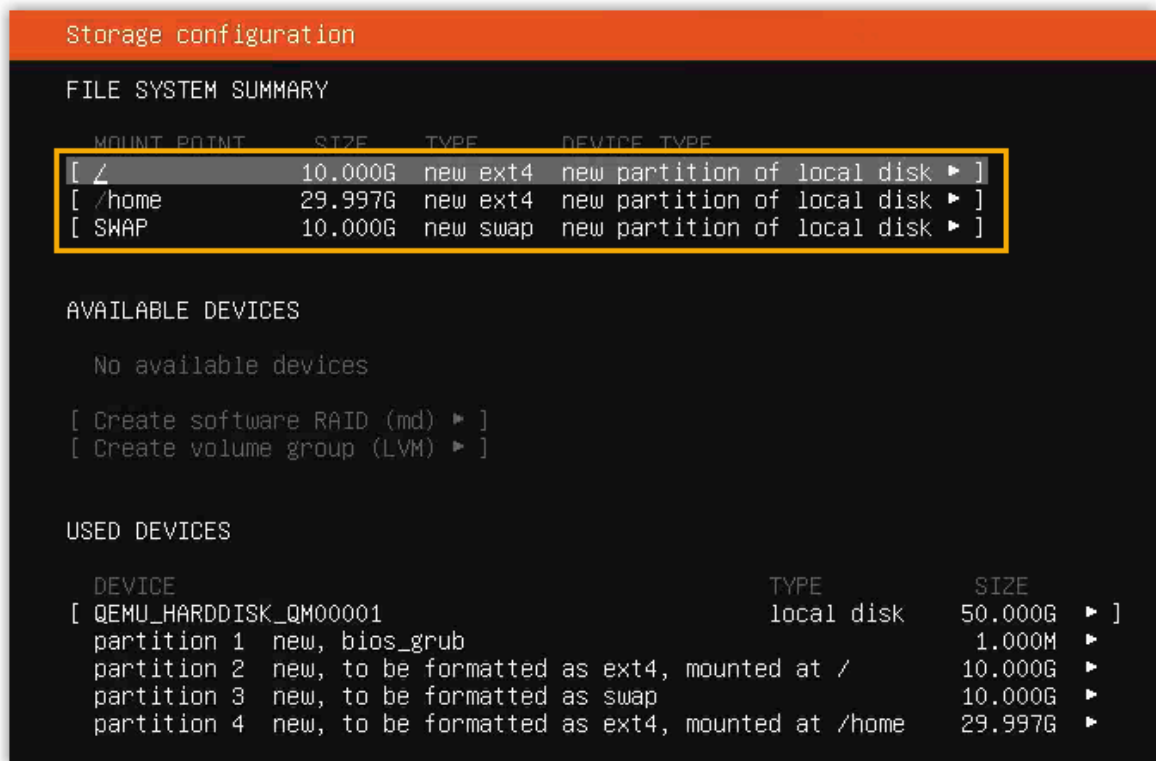 Storage configuration
FILE SYSTEM SUMMARY
MOUNT POINT SIZE TYPE DEVICE TYPE
[ / 10.000G new ext4 new partition of local disk ▸ ]
[ /home 29.997G new ext4 new partition of local disk ▸ ]
[ SWAP 10.000G new swap new partition of local disk ▸ ]
AVAILABLE DEVICES
No available devices
[ Create software RAID (md) ▸ ]
[ Create volume group (LVM) ▸ ]
USED DEVICES
DEVICE TYPE SIZE
[ QEMU_HARDDISK_QM00001 local disk 50.000G ▸ ]
partition 1 new, bios_grub 1.000M ▸
partition 2 new, to be formatted as ext4, mounted at / 10.000G ▸
partition 3 new, to be formatted as swap 10.000G ▸
partition 4 new, to be formatted as ext4, mounted at /home 29.997G ▸